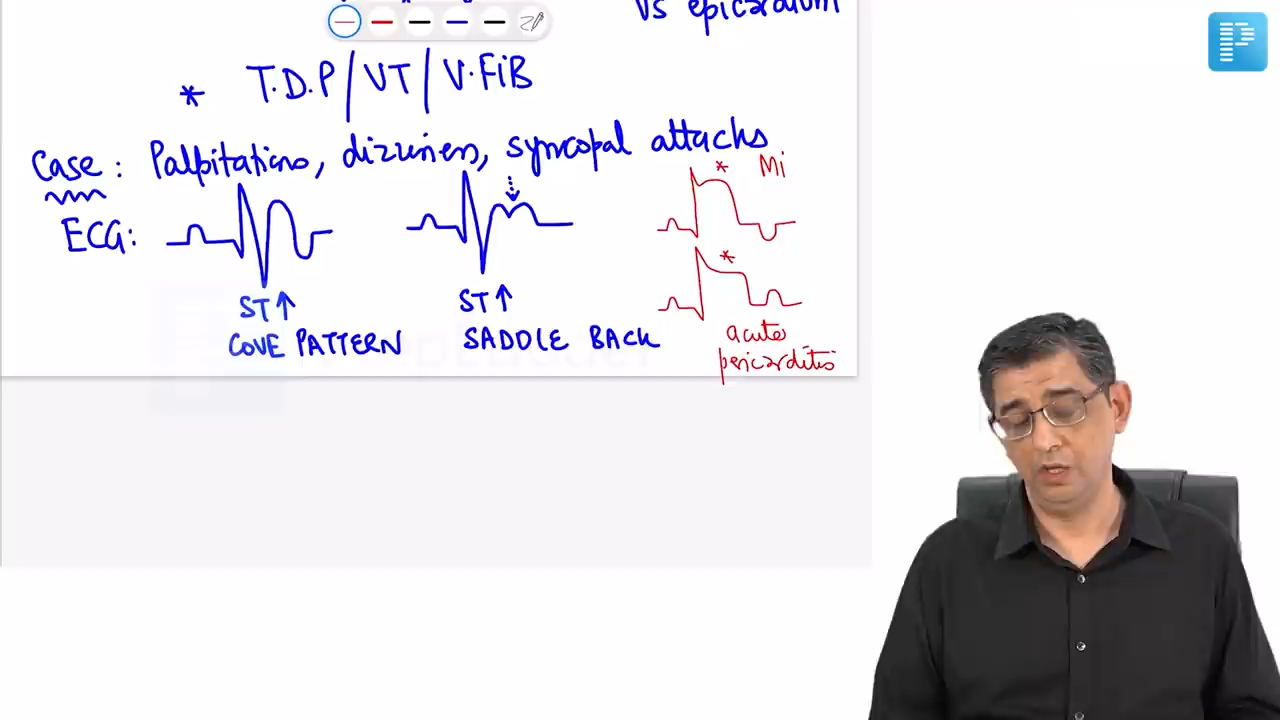 Vs epicardium
* T.D.P/VT/V.FiB
Case: Palpitations, dizziness, syncopal attacks
* Mi
ECG:
*
ST↑ ST↑
COVE PATTERN SADDLE BACK
acute
pericarditis
P